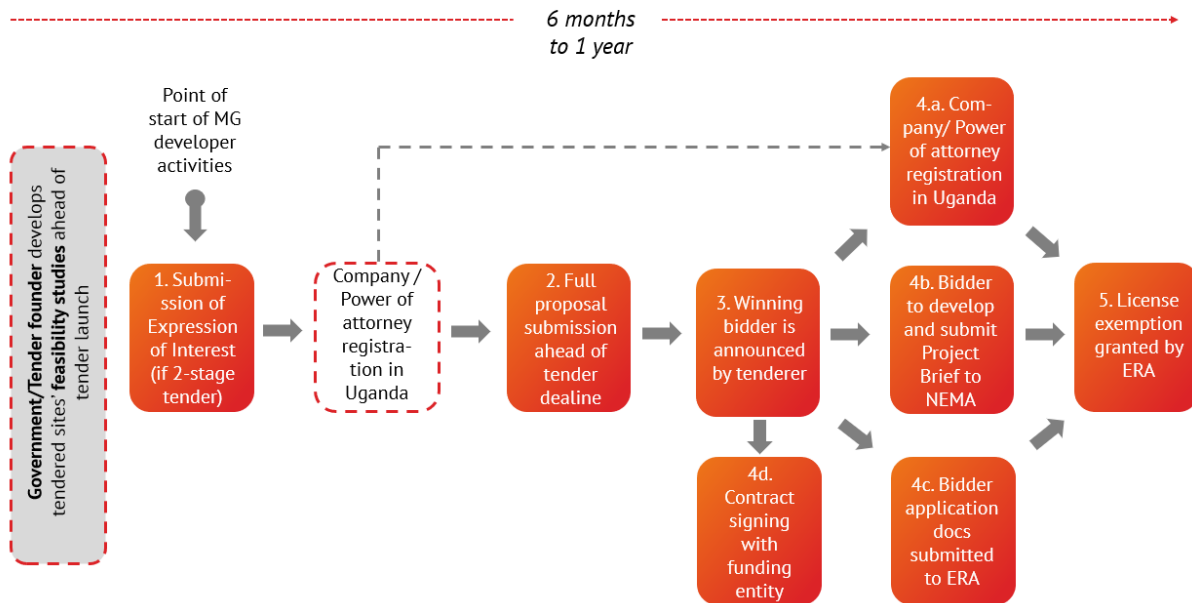 6 months
to 1 year
Point of
start of MG
developer
activities
Government/Tender founder develops
tendered sites' feasibility studies ahead of
tender launch
1. Submi-
ssion of
Expression
of Interest
(if 2-stage
tender)
Company /
Power of
attorney
registra-
tion in
Uganda
2. Full
proposal
submission
ahead of
tender
dealine
3. Winning
bidder is
announced
by tenderer
4.a. Com-
pany/ Power
of attorney
registration
in Uganda
4b. Bidder
to develop
and submit
Project
Brief to
NEMA
4c. Bidder
application
docs
submitted
to ERA
4d.
Contract
signing
with
funding
entity
5. License
exemption
granted by
ERA